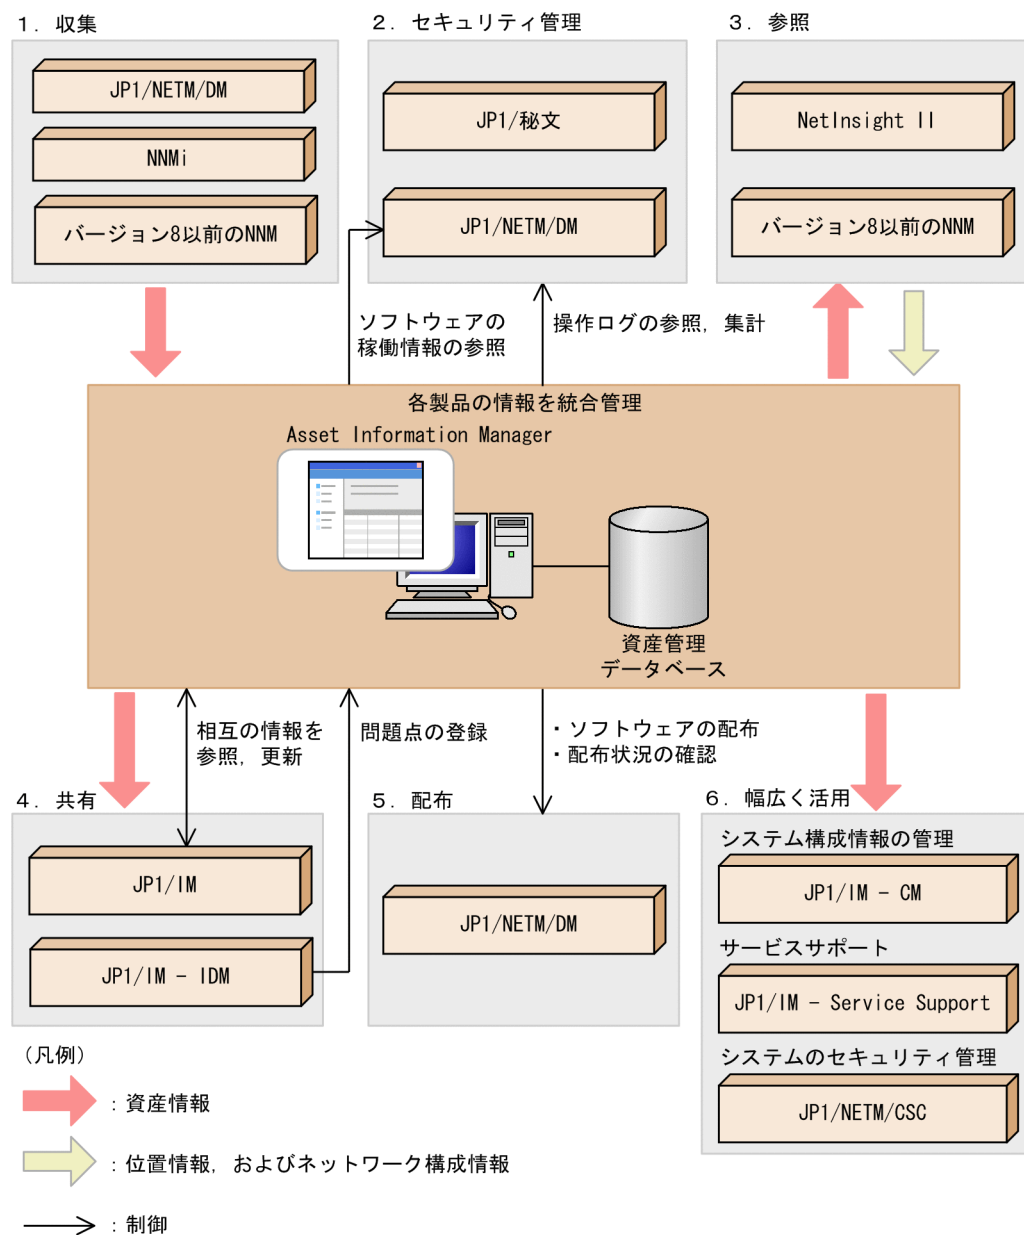 １．収集
JP1/NETM/DM
NNMi
バージョン8以前のNNM
２．セキュリティ管理
JP1/秘文
JP1/NETM/DM
３．参照
NetInsight II
バージョン8以前のNNM
ソフトウェアの
稼働情報の参照
操作ログの参照，集計
各製品の情報を統合管理
Asset Information Manager
資産管理
データベース
相互の情報を
参照，更新
問題点の登録
・ソフトウェアの配布
・配布状況の確認
４．共有
JP1/IM
JP1/IM － IDM
５．配布
JP1/NETM/DM
６．幅広く活用
システム構成情報の管理
JP1/IM － CM
サービスサポート
JP1/IM － Service Support
システムのセキュリティ管理
JP1/NETM/CSC
（凡例）
：資産情報
：位置情報，およびネットワーク構成情報
：制御